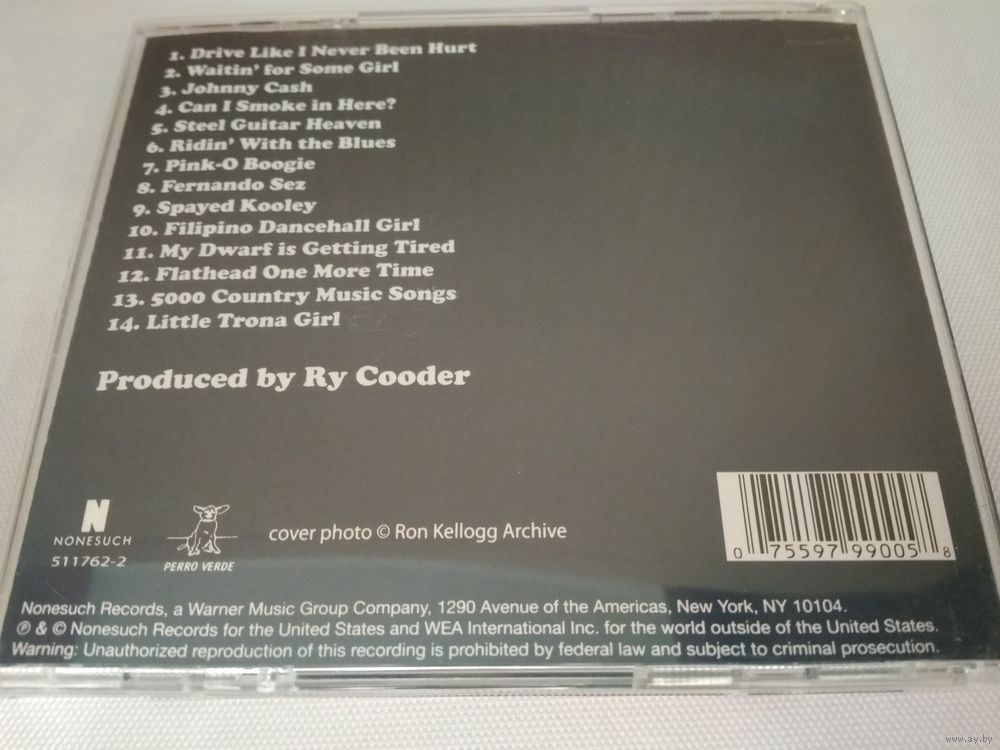 1. Drive Like I Never Been Hurt
2. Waitin' for Some Girl
3. Johnny Cash
4. Can I Smoke in Here?
5. Steel Guitar Heaven
6. Ridin' With the Blues
7. Pink-O Boogie
8. Fernando Sez
9. Spayed Kooley
10. Filipino Dancehall Girl
11. My Dwarf is Getting Tired
12. Flathead One More Time
13. 5000 Country Music Songs
14. Little Trona Girl
Produced by Ry Cooder
N
NONESUCH
511762-2
PERRO VERDE
cover photo © Ron Kellogg Archive
0 75597 99005 8
Nonesuch Records, a Warner Music Group Company, 1290 Avenue of the Americas, New York, NY 10104.
℗ & © Nonesuch Records for the United States and WEA International Inc. for the world outside of the United States.
Warning: Unauthorized reproduction of this recording is prohibited by federal law and subject to criminal prosecution.
www.ay.by